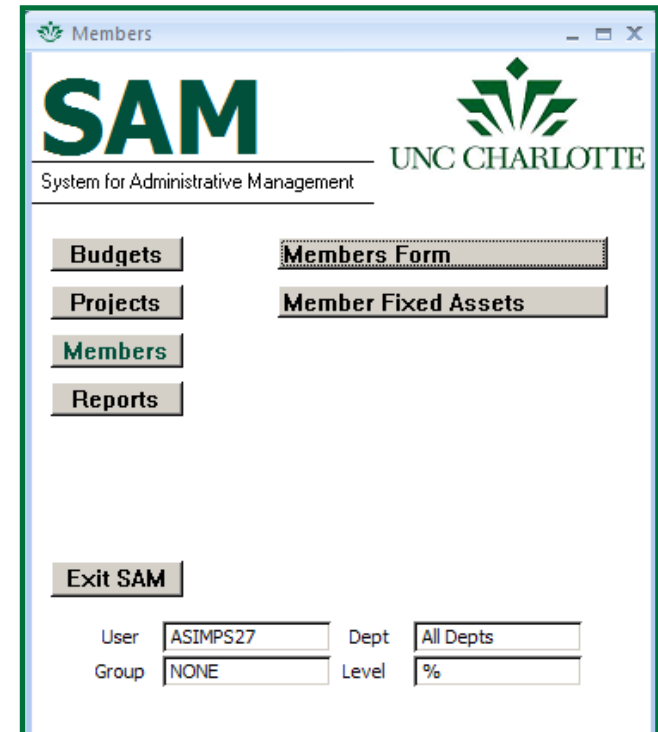 Members
SAM
UNC CHARLOTTE
System for Administrative Management
Budgets Members Form
Projects Member Fixed Assets
Members
Reports
Exit SAM
User ASIMPS27 Dept All Depts
Group NONE Level %